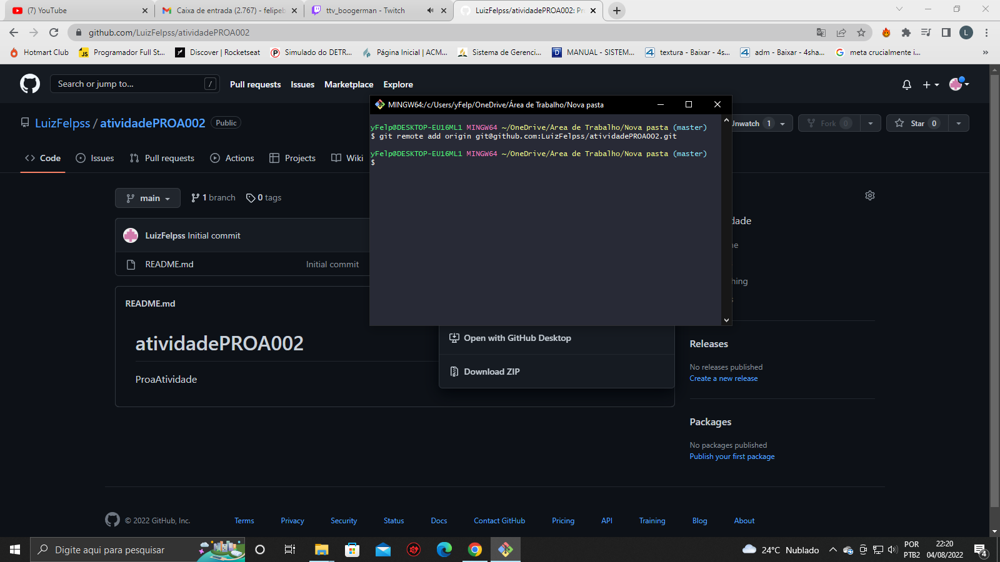 (7) YouTube
Caixa de entrada (2.767) - felipeb
ttv_boogerman - Twitch
LuizFelpss/atividadePROA002: Pr
github.com/LuizFelpss/atividadePROA002
L
Hotmart Club
JS
Programador Full St...
Discover | Rocketseat
Simulado do DETR...
Página Inicial | ACM...
Sistema de Gerenci...
MANUAL - SISTEM...
textura - Baixar - 4s...
adm - Baixar - 4sha...
meta crucialmente i...
»
Search or jump to...
/
Pull requests
Issues
Marketplace
Explore
MINGW64:/c/Users/yFelp/OneDrive/Área de Trabalho/Nova pasta
LuizFelpss / atividadePROA002
Public
Unwatch 1
Fork 0
Star 0
yFelp@DESKTOP-EU16ML1 MINGW64 ~/OneDrive/Área de Trabalho/Nova pasta (master)
$ git remote add origin git@github.com:LuizFelpss/atividadePROA002.git
yFelp@DESKTOP-EU16ML1 MINGW64 ~/OneDrive/Área de Trabalho/Nova pasta (master)
$
Code
Issues
Pull requests
Actions
Projects
Wiki
main
1 branch
0 tags
dade
LuizFelpss Initial commit
README.md
Initial commit
hing
README.md
atividadePROA002
ProaAtividade
Open with GitHub Desktop
Download ZIP
Releases
No releases published
Create a new release
Packages
No packages published
Publish your first package
© 2022 GitHub, Inc.
Terms
Privacy
Security
Status
Docs
Contact GitHub
Pricing
API
Training
Blog
About
Digite aqui para pesquisar
24°C Nublado
POR
PTB2
22:20
04/08/2022
4